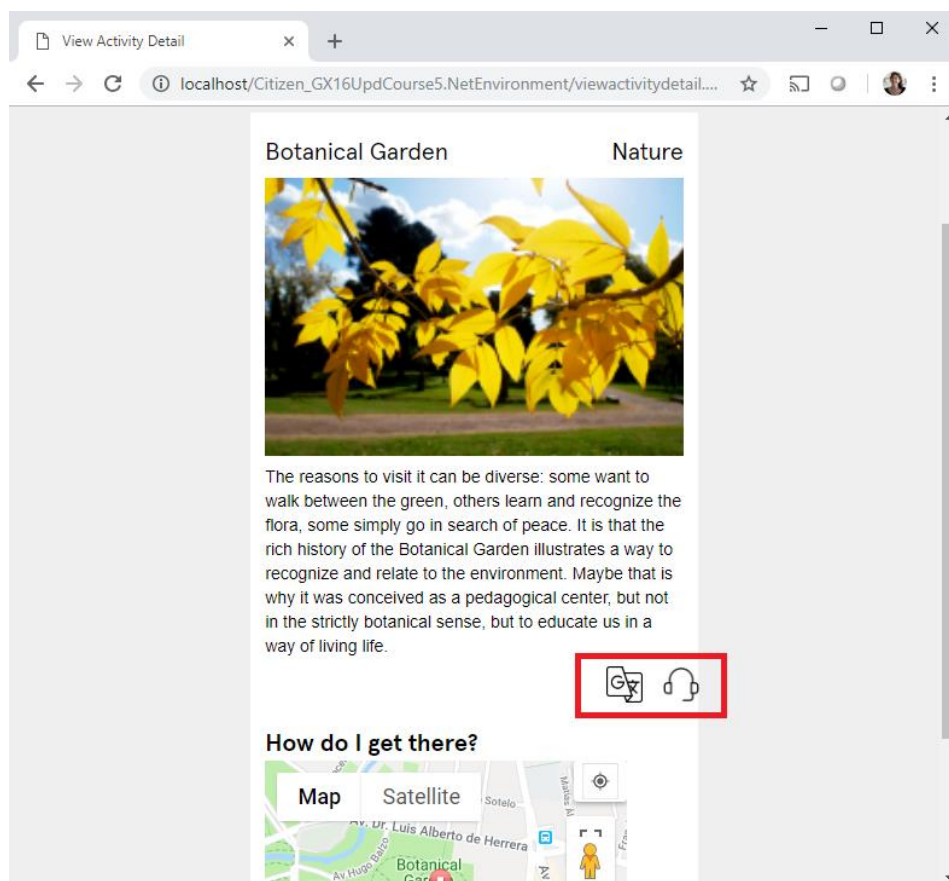 View Activity Detail
localhost/Citizen_GX16UpdCourse5.NetEnvironment/viewactivitydetail....
Botanical Garden
Nature
The reasons to visit it can be diverse: some want to
walk between the green, others learn and recognize the
flora, some simply go in search of peace. It is that the
rich history of the Botanical Garden illustrates a way to
recognize and relate to the environment. Maybe that is
why it was conceived as a pedagogical center, but not
in the strictly botanical sense, but to educate us in a
way of living life.
G
How do I get there?
Map
Satellite
Sotelo
Av. Dr. Luis Alberto de Herrera
Av. Hugo Balzo
Botanical